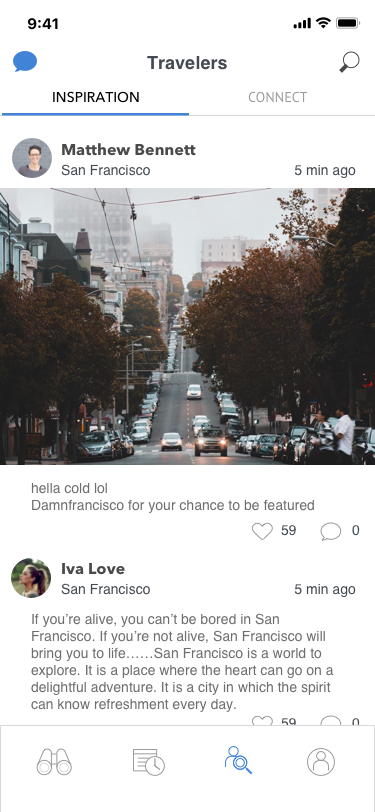 9:41
Travelers
INSPIRATION
CONNECT
Matthew Bennett
San Francisco
5 min ago
hella cold lol
Damnfrancisco for your chance to be featured
59
0
Iva Love
San Francisco
5 min ago
If you’re alive, you can’t be bored in San
Francisco. If you’re not alive, San Francisco will
bring you to life……San Francisco is a world to
explore. It is a place where the heart can go on a
delightful adventure. It is a city in which the spirit
can know refreshment every day.
59
0